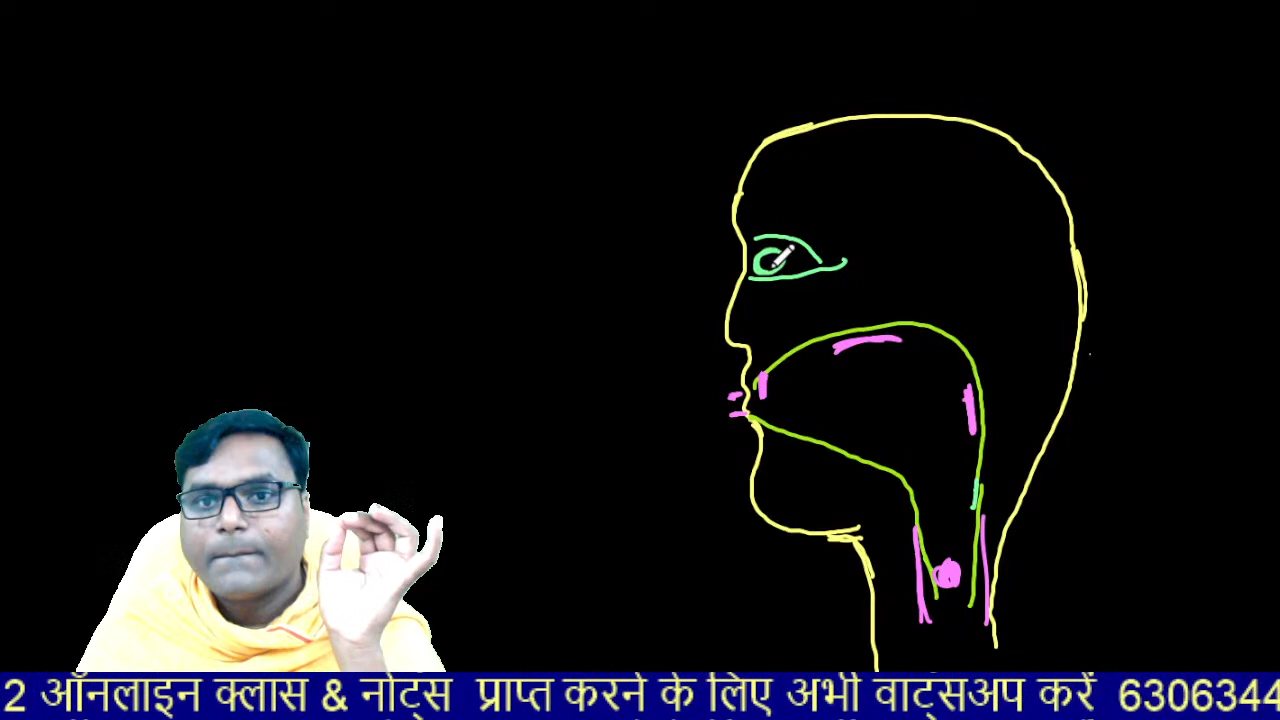 2 ऑनलाइन क्लास & नोट्स प्राप्त करने के लिए अभी वाट्सअप करें 6306344